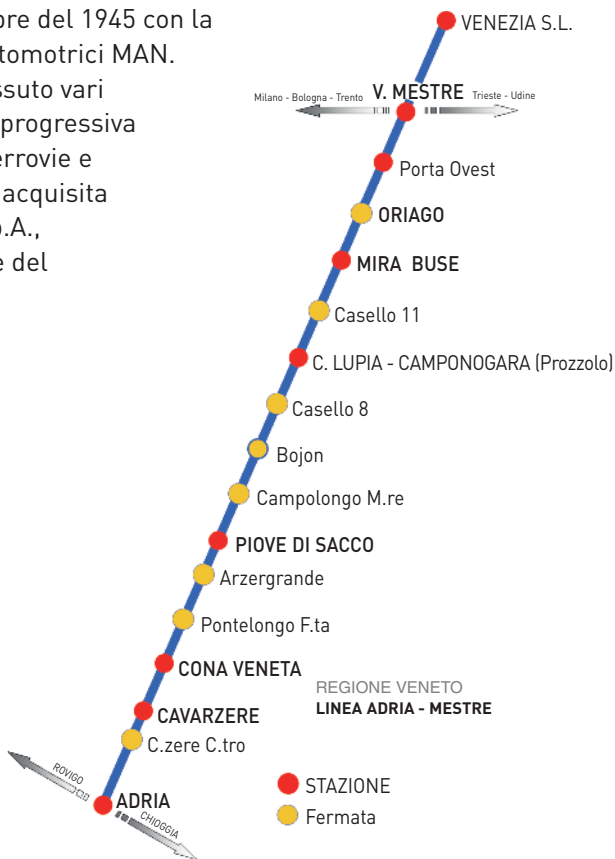 bre del 1945 con la
tomotrici MAN.
ssuto vari
progressiva
errovie e
acquisita
o.A.,
e del
VENEZIA S.L.
Milano - Bologna - Trento
V. MESTRE
Trieste - Udine
Porta Ovest
ORIAGO
MIRA BUSE
Casello 11
C. LUPIA - CAMPONOGARA (Prozzolo)
Casello 8
Bojon
Campolongo M.re
PIOVE DI SACCO
Arzergrande
Pontelongo F.ta
CONA VENETA
REGIONE VENETO
LINEA ADRIA - MESTRE
CAVARZERE
C.zere C.tro
ROVIGO
ADRIA
CHIOGGIA
STAZIONE
Fermata